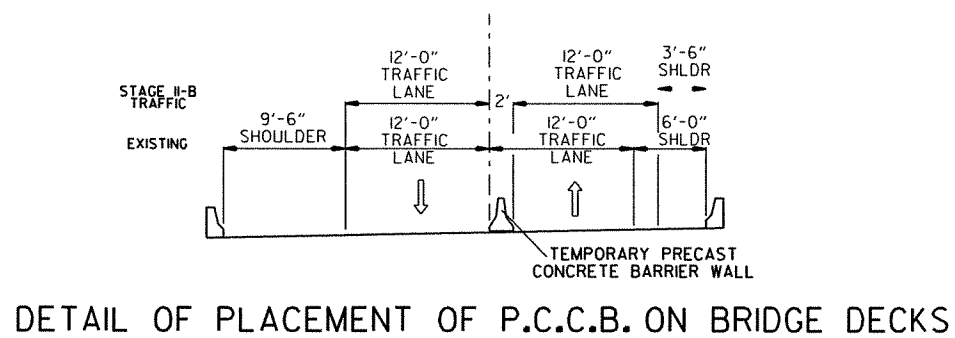 12'-0"
TRAFFIC
LANE
12'-0"
TRAFFIC
LANE
3'-6"
SHLDR
STAGE II-B
TRAFFIC
2'
EXISTING
9'-6"
SHOULDER
12'-0"
TRAFFIC
LANE
12'-0"
TRAFFIC
LANE
6'-0"
SHLDR
TEMPORARY PRECAST
CONCRETE BARRIER WALL
DETAIL OF PLACEMENT OF P.C.C.B. ON BRIDGE DECKS